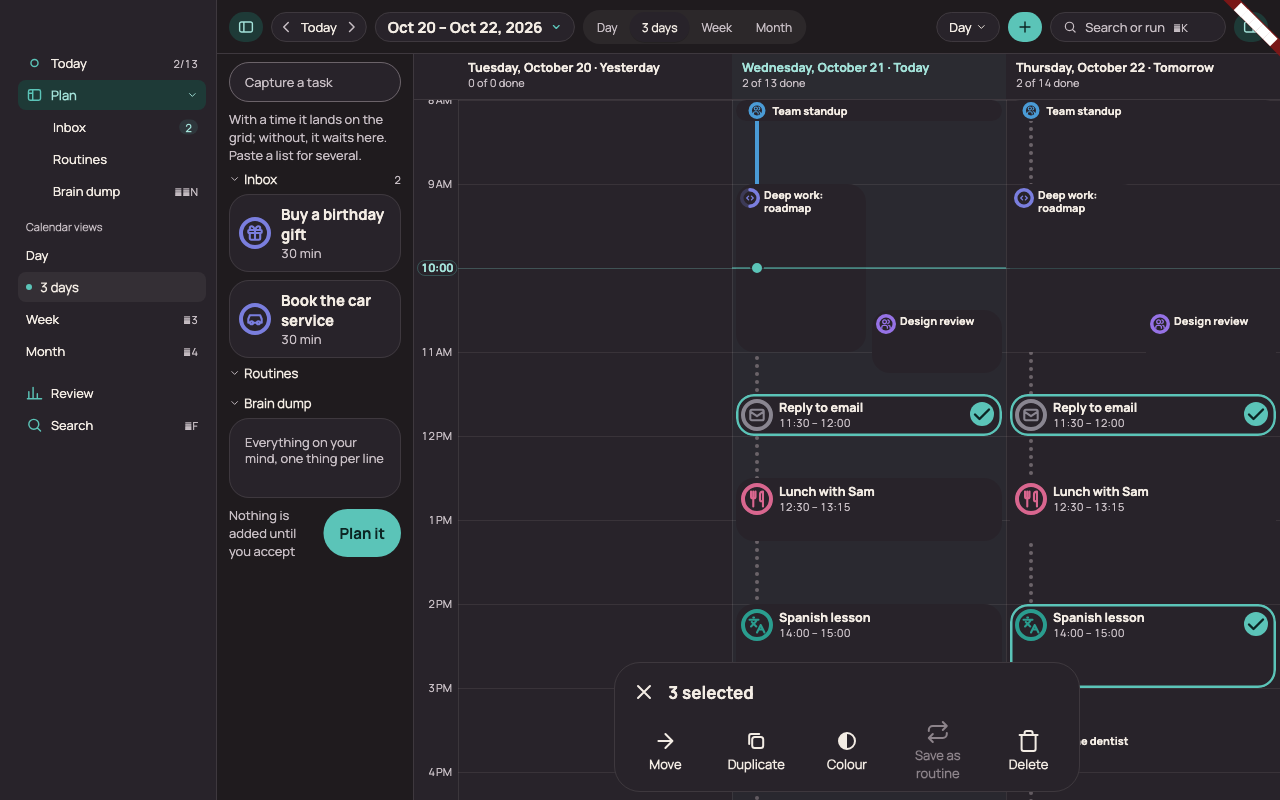 Today 2/13
Plan
Inbox 2
Routines
Brain dump N
Calendar views
Day
3 days
Week 3
Month 4
Review
Search F
Today
Oct 20 – Oct 22, 2026
Day 3 days Week Month
Day
Search or run K
Capture a task
With a time it lands on the
grid; without, it waits here.
Paste a list for several.
Inbox 2
Buy a birthday
gift
30 min
Book the car
service
30 min
Routines
Brain dump
Everything on your
mind, one thing per line
Nothing is
added until
you accept
Plan it
Tuesday, October 20 · Yesterday
0 of 0 done
Wednesday, October 21 · Today
2 of 13 done
Thursday, October 22 · Tomorrow
2 of 14 done
8 AM
9 AM
10:00
11 AM
12 PM
1 PM
2 PM
3 PM
4 PM
Team standup
Deep work:
roadmap
Design review
Reply to email
11:30 – 12:00
Lunch with Sam
12:30 – 13:15
Spanish lesson
14:00 – 15:00
Team standup
Deep work:
roadmap
Design review
Reply to email
11:30 – 12:00
Lunch with Sam
12:30 – 13:15
Spanish lesson
14:00 – 15:00
dentist
3 selected
Move
Duplicate
Colour
Save as
routine
Delete